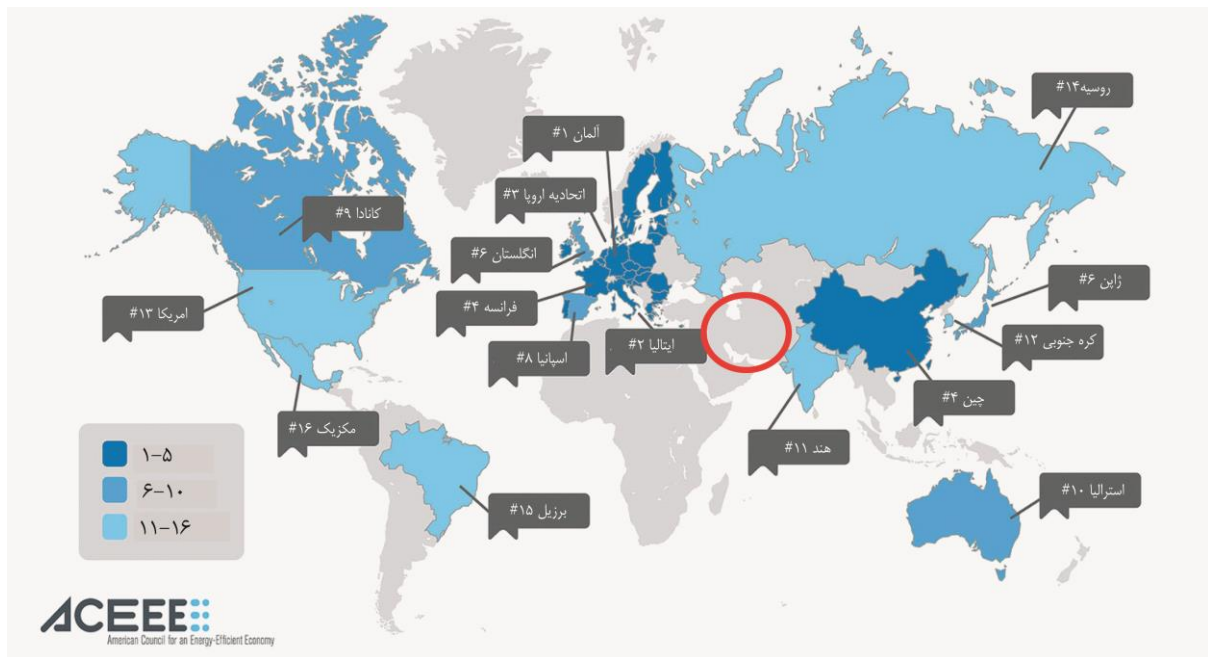 روسیه۱۴#
آلمان ۱#
اتحادیه اروپا ۳#
کانادا ۹#
انگلستان ۶#
ژاپن ۶#
فرانسه ۴#
امریکا ۱۳#
کره جنوبی ۱۲#
ایتالیا ۲#
اسپانیا ۸#
چین ۴#
مکزیک ۱۶#
هند ۱۱#
استرالیا ۱۰#
برزیل ۱۵#
۱-۵
۶-۱۰
۱۱-۱۶
ACEEE
American Council for an Energy-Efficient Economy